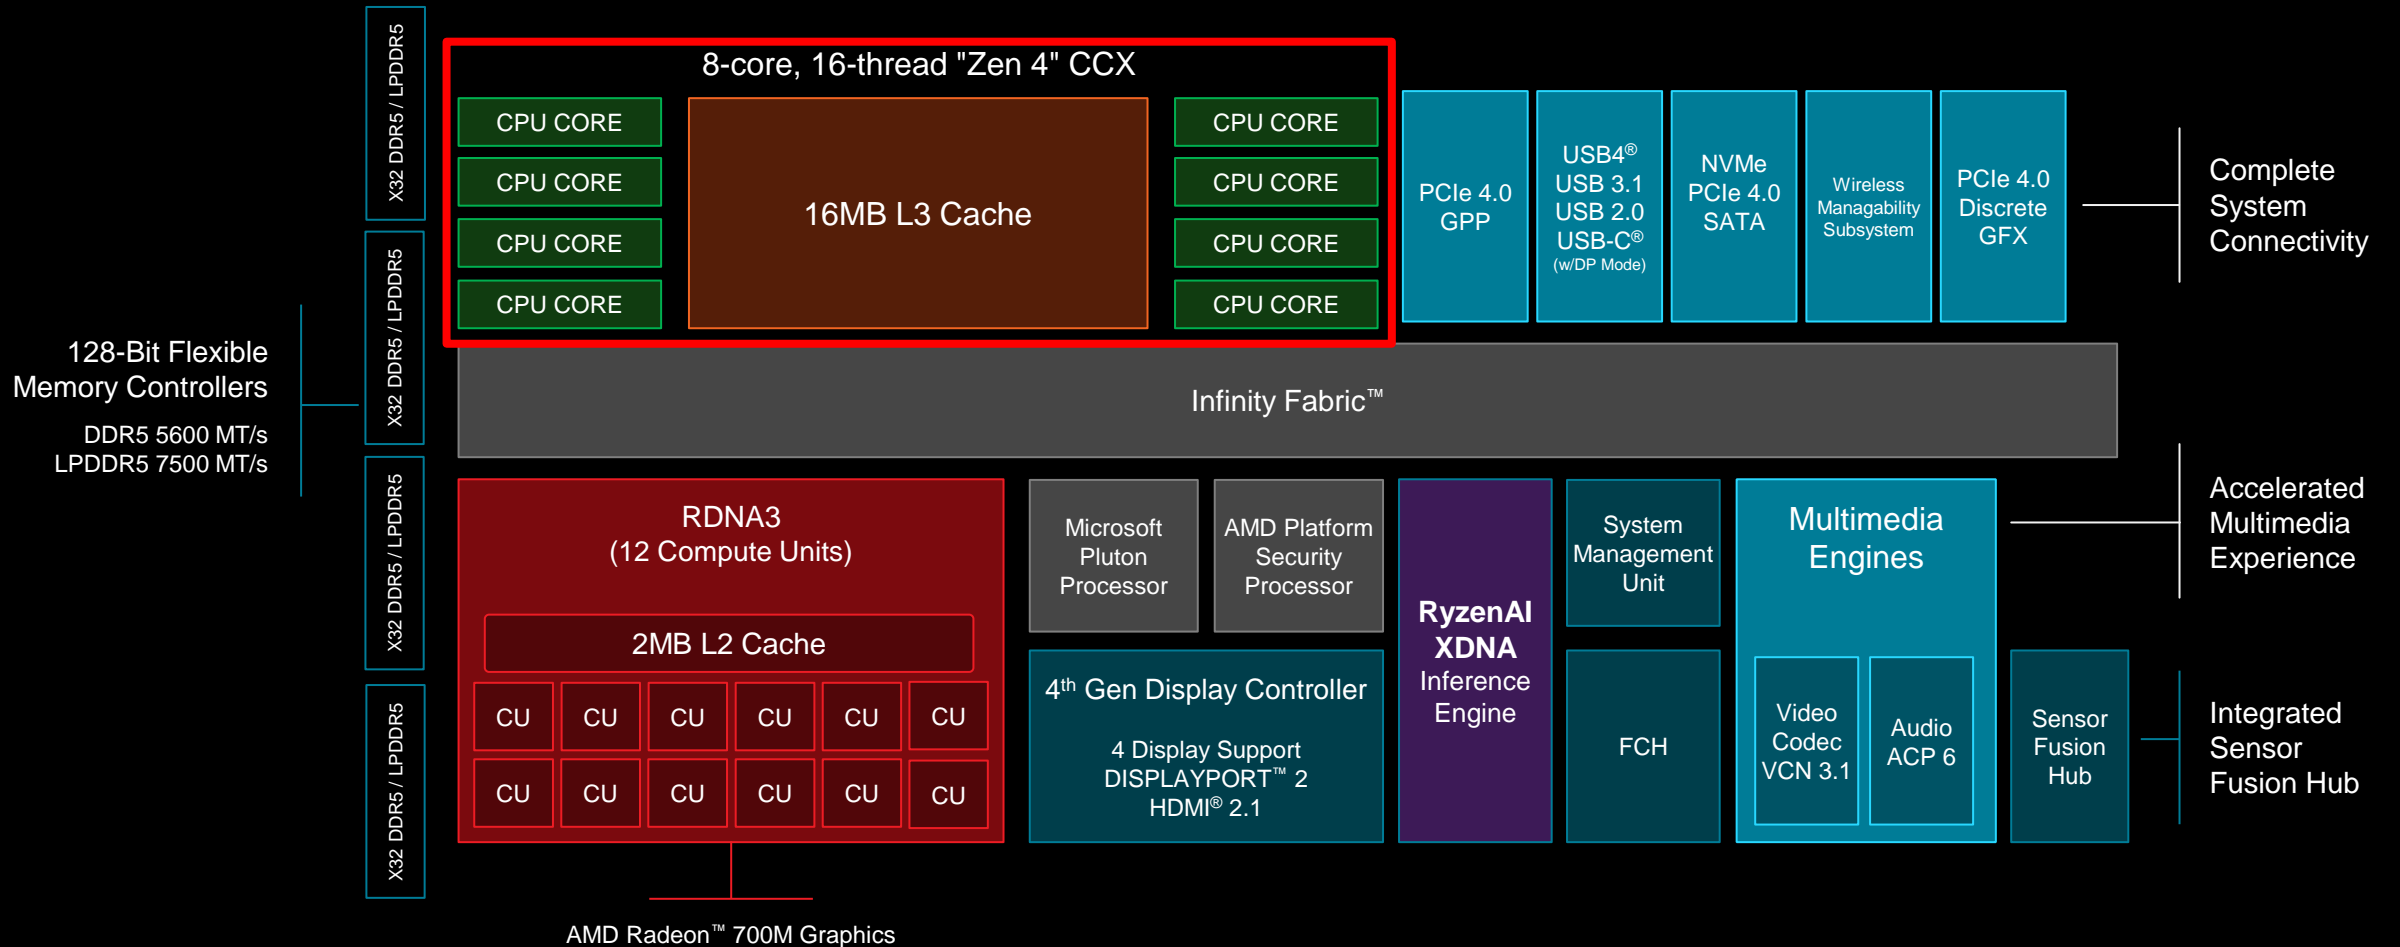 128-Bit Flexible
Memory Controllers
DDR5 5600 MT/s
LPDDR5 7500 MT/s
X32 DDR5 / LPDDR5
X32 DDR5 / LPDDR5
X32 DDR5 / LPDDR5
X32 DDR5 / LPDDR5
8-core, 16-thread "Zen 4" CCX
CPU CORE
CPU CORE
CPU CORE
CPU CORE
16MB L3 Cache
CPU CORE
CPU CORE
CPU CORE
CPU CORE
PCIe 4.0
GPP
USB4®
USB 3.1
USB 2.0
USB-C®
(w/DP Mode)
NVMe
PCIe 4.0
SATA
Wireless
Managability
Subsystem
PCIe 4.0
Discrete
GFX
Complete
System
Connectivity
Infinity Fabric™
RDNA3
(12 Compute Units)
2MB L2 Cache
CU CU CU CU CU CU
CU CU CU CU CU CU
AMD Radeon™ 700M Graphics
Microsoft
Pluton
Processor
AMD Platform
Security
Processor
4th Gen Display Controller
4 Display Support
DISPLAYPORT™ 2
HDMI® 2.1
RyzenAI
XDNA
Inference
Engine
System
Management
Unit
FCH
Multimedia
Engines
Video
Codec
VCN 3.1
Audio
ACP 6
Sensor
Fusion
Hub
Accelerated
Multimedia
Experience
Integrated
Sensor
Fusion Hub